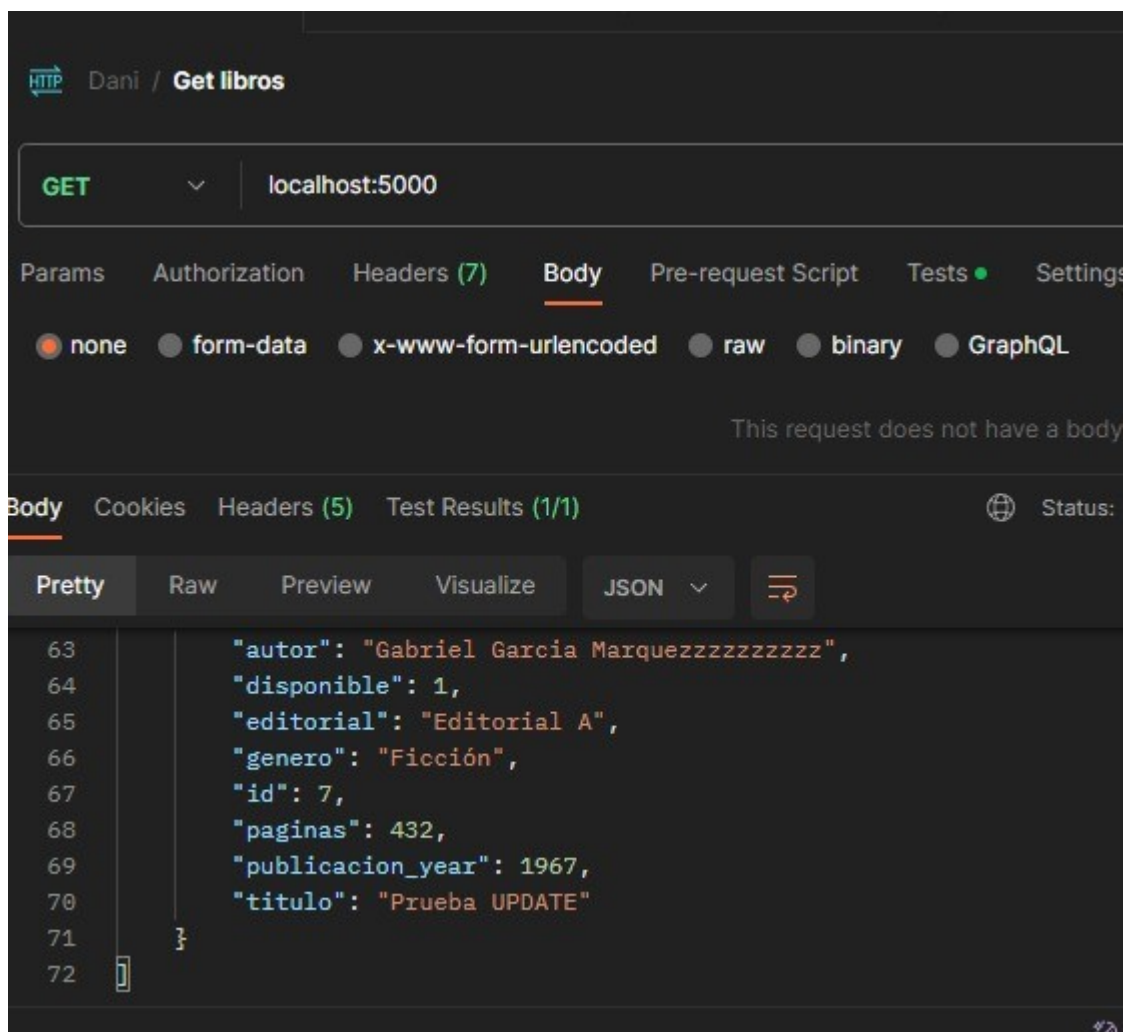 HTTP Dani / Get libros
GET localhost:5000
Params Authorization Headers (7) Body Pre-request Script Tests Settings
none form-data x-www-form-urlencoded raw binary GraphQL
This request does not have a body
Body Cookies Headers (5) Test Results (1/1) Status:
Pretty Raw Preview Visualize JSON
63 "autor": "Gabriel Garcia Marquezzzzzzzzzzz",
64 "disponible": 1,
65 "editorial": "Editorial A",
66 "genero": "Ficción",
67 "id": 7,
68 "paginas": 432,
69 "publicacion_year": 1967,
70 "titulo": "Prueba UPDATE"
71 }
72 ]